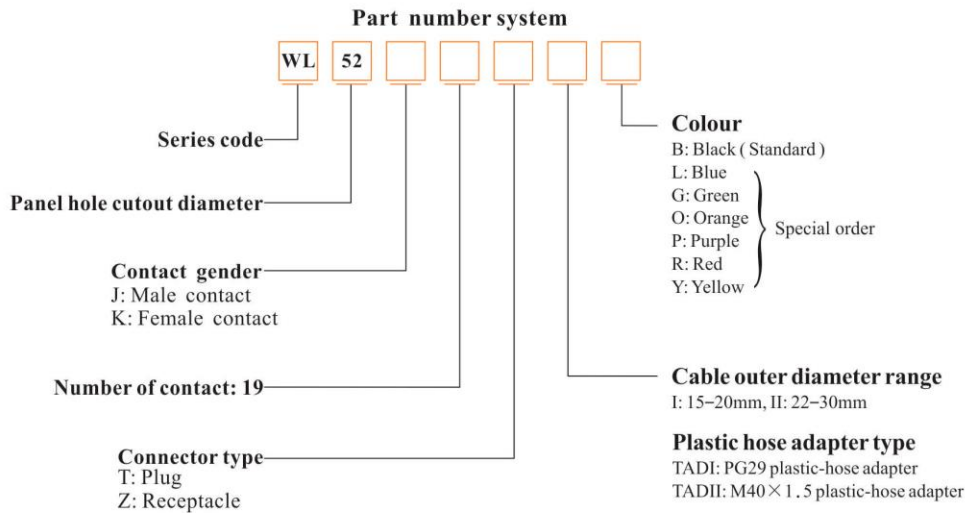 Part number system
WL 52
Series code
Panel hole cutout diameter
Contact gender
J: Male contact
K: Female contact
Number of contact: 19
Connector type
T: Plug
Z: Receptacle
Colour
B: Black ( Standard )
L: Blue
G: Green
O: Orange
P: Purple
R: Red
Y: Yellow
Special order
Cable outer diameter range
I: 15–20mm, II: 22–30mm
Plastic hose adapter type
TADI: PG29 plastic-hose adapter
TADII: M40×1.5 plastic-hose adapter